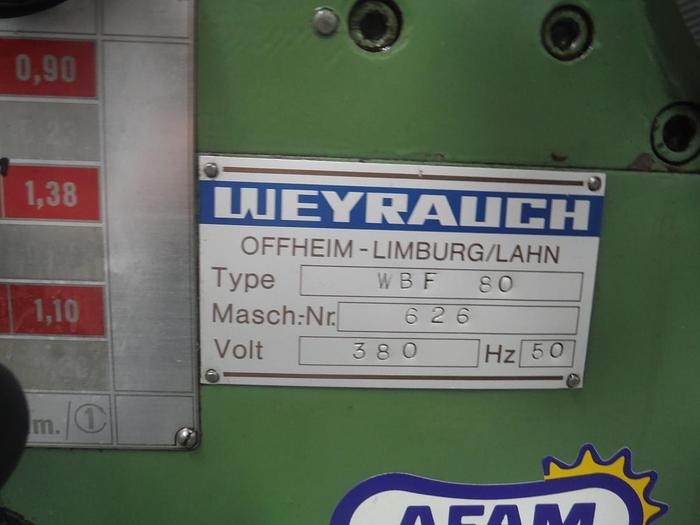 0,90
1,38
1,10
m./①
WEYRAUCH
OFFHEIM-LIMBURG/LAHN
Type WBF 80
Masch.-Nr. 626
Volt 380 Hz 50
AFAM